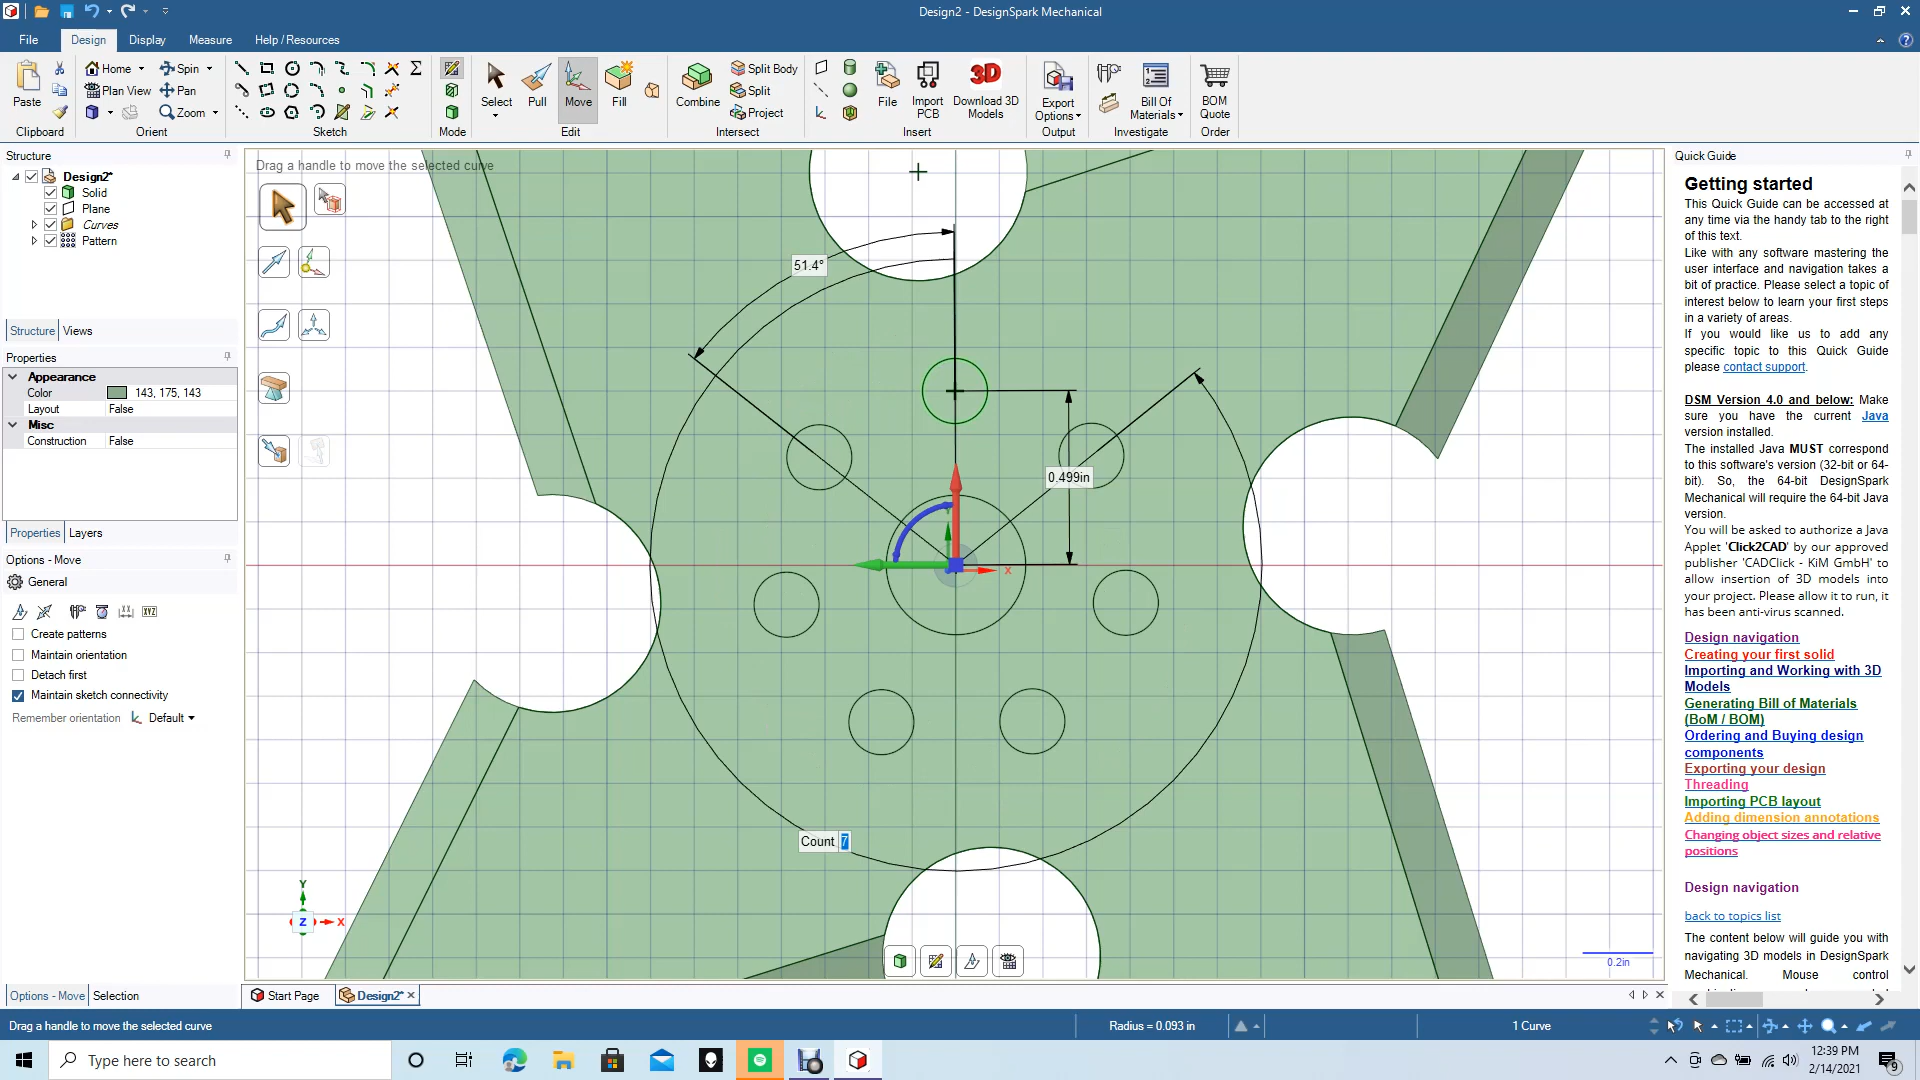 Design2 - DesignSpark Mechanical
File
Design
Display
Measure
Help / Resources
Paste
Clipboard
Home
Plan View
Spin
Pan
Zoom
Orient
Sketch
Mode
Select
Pull
Move
Fill
Edit
Combine
Split Body
Split
Project
Intersect
File
Import PCB
Download 3D Models
3D
Insert
Export Options
Output
Bill Of Materials
Investigate
BOM Quote
Order
Structure
Design2*
Solid
Plane
Curves
Pattern
Structure
Views
Properties
Appearance
Color 143, 175, 143
Layout False
Misc
Construction False
Properties
Layers
Options - Move
General
XYZ
Create patterns
Maintain orientation
Detach first
Maintain sketch connectivity
Remember orientation Default
Options - Move
Selection
Drag a handle to move the selected curve
51.4°
0.499in
X
Count 7
Y
Z
X
0.2in
Start Page
Design2*
Quick Guide
Getting started
This Quick Guide can be accessed at
any time via the handy tab to the right
of this text.
Like with any software mastering the
user interface and navigation takes a
bit of practice. Please select a topic of
interest below to learn your first steps
in a variety of areas.
If you would like us to add any
specific topic to this Quick Guide
please contact support.
DSM Version 4.0 and below: Make
sure you have the current Java
version installed.
The installed Java MUST correspond
to this software's version (32-bit or 64-
bit). So, the 64-bit DesignSpark
Mechanical will require the 64-bit Java
version.
You will be asked to authorize a Java
Applet 'Click2CAD' by our approved
publisher 'CADClick - KiM GmbH' to
allow insertion of 3D models into
your project. Please allow it to run, it
has been anti-virus scanned.
Design navigation
Creating your first solid
Importing and Working with 3D
Models
Generating Bill of Materials
(BoM / BOM)
Ordering and Buying design
components
Exporting your design
Threading
Importing PCB layout
Adding dimension annotations
Changing object sizes and relative
positions
Design navigation
back to topics list
The content below will guide you with
navigating 3D models in DesignSpark
Mechanical. Mouse control
Drag a handle to move the selected curve
Radius = 0.093 in
1 Curve
Type here to search
12:39 PM
2/14/2021
9